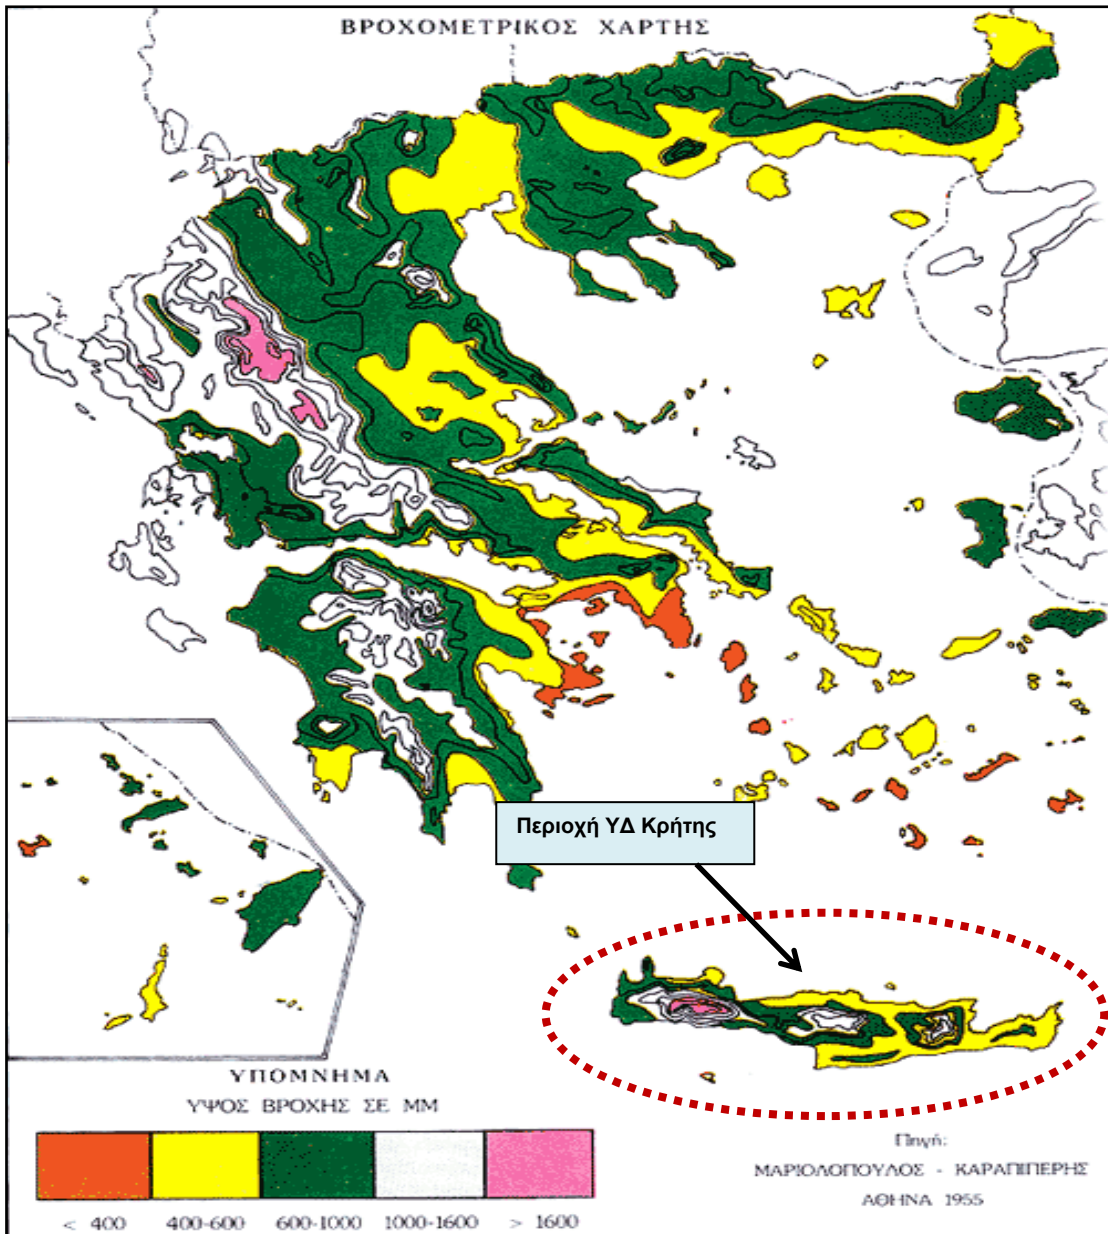 ΒΡΟΧΟΜΕΤΡΙΚΟΣ ΧΑΡΤΗΣ
Περιοχή ΥΔ Κρήτης
ΥΠΟΜΝΗΜΑ
ΥΨΟΣ ΒΡΟΧΗΣ ΣΕ ΜΜ
< 400 400-600 600-1000 1000-1600 > 1600
Πηγή:
ΜΑΡΙΟΛΟΠΟΥΛΟΣ - ΚΑΡΑΠΙΠΕΡΗΣ
ΑΘΗΝΑ 1955